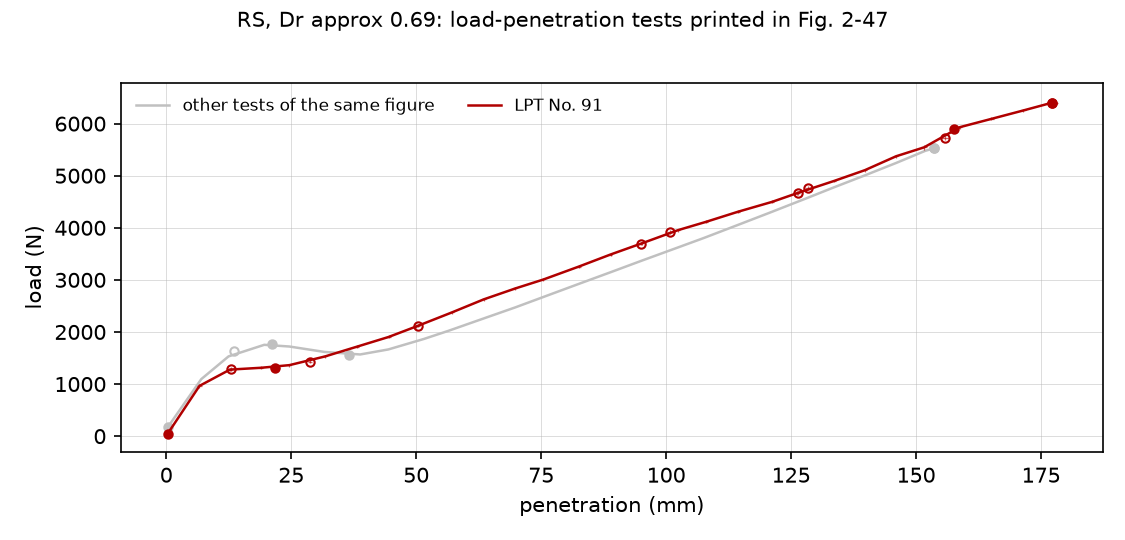 RS, Dr approx 0.69: load-penetration tests printed in Fig. 2-47
other tests of the same figure
LPT No. 91
load (N)
6000
5000
4000
3000
2000
1000
0
0 25 50 75 100 125 150 175
penetration (mm)